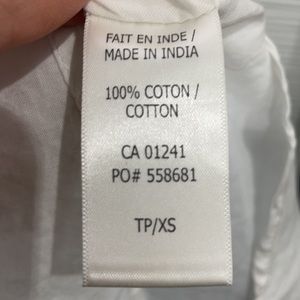 FAIT EN INDE /
MADE IN INDIA
100% COTON /
COTTON
CA 01241
PO# 558681
TP/XS